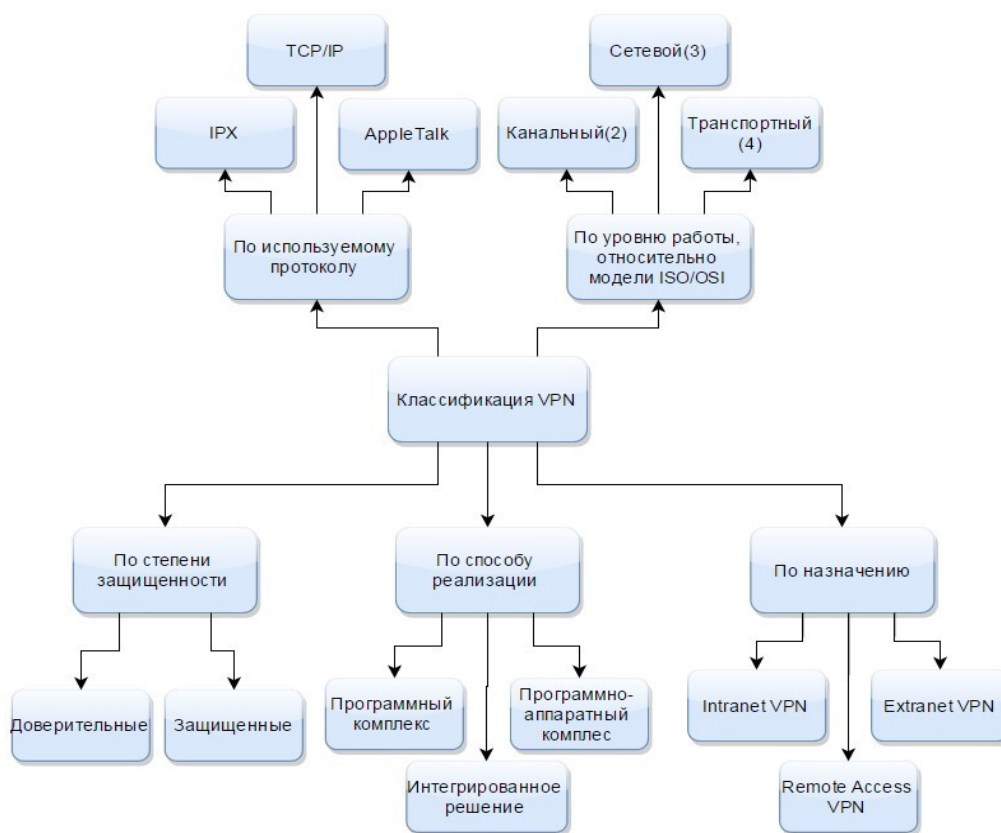 TCP/IP
Сетевой(3)
IPX
AppleTalk
Канальный(2)
Транспортный
(4)
По используемому
протоколу
По уровню работы,
относительно
модели ISO/OSI
Классификация VPN
По степени
защищенности
По способу
реализации
По назначению
Доверительные
Защищенные
Программный
комплекс
Программно-
аппаратный
комплес
Intranet VPN
Extranet VPN
Интегрированное
решение
Remote Access
VPN